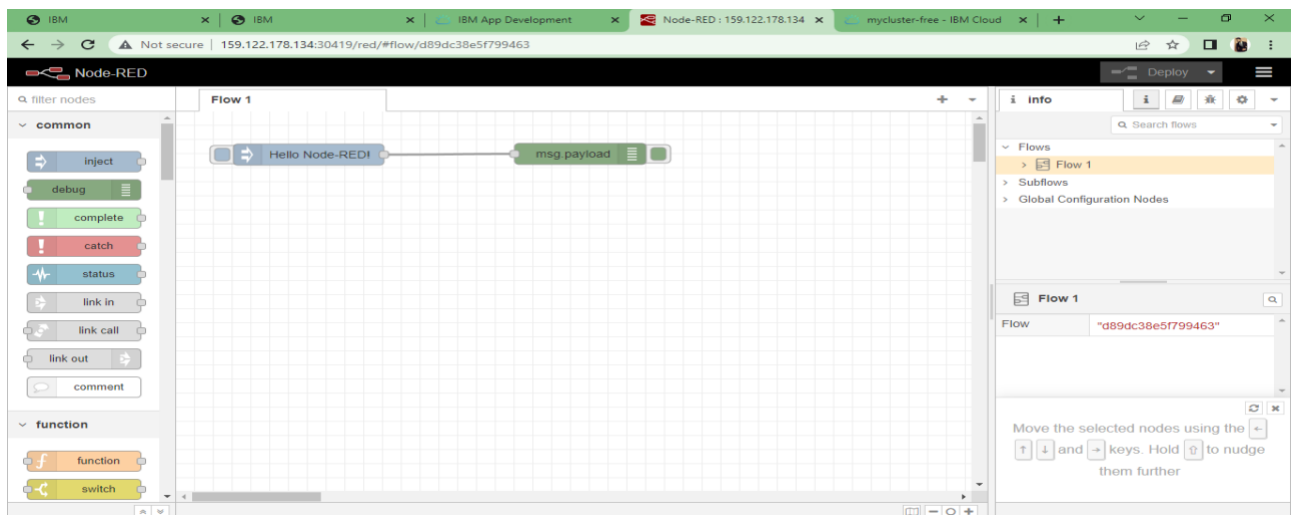 IBM
IBM
IBM App Development
Node-RED : 159.122.178.134
mycluster-free - IBM Cloud
Not secure | 159.122.178.134:30419/red/#flow/d89dc38e5f799463
Node-RED
Deploy
filter nodes
Flow 1
i info
i
Search flows
common
inject
debug
complete
catch
status
link in
link call
link out
comment
function
function
switch
Hello Node-RED!
msg.payload
Flows
Flow 1
Subflows
Global Configuration Nodes
Flow 1
Flow "d89dc38e5f799463"
Move the selected nodes using the ←
↑ ↓ and → keys. Hold ⇧ to nudge
them further